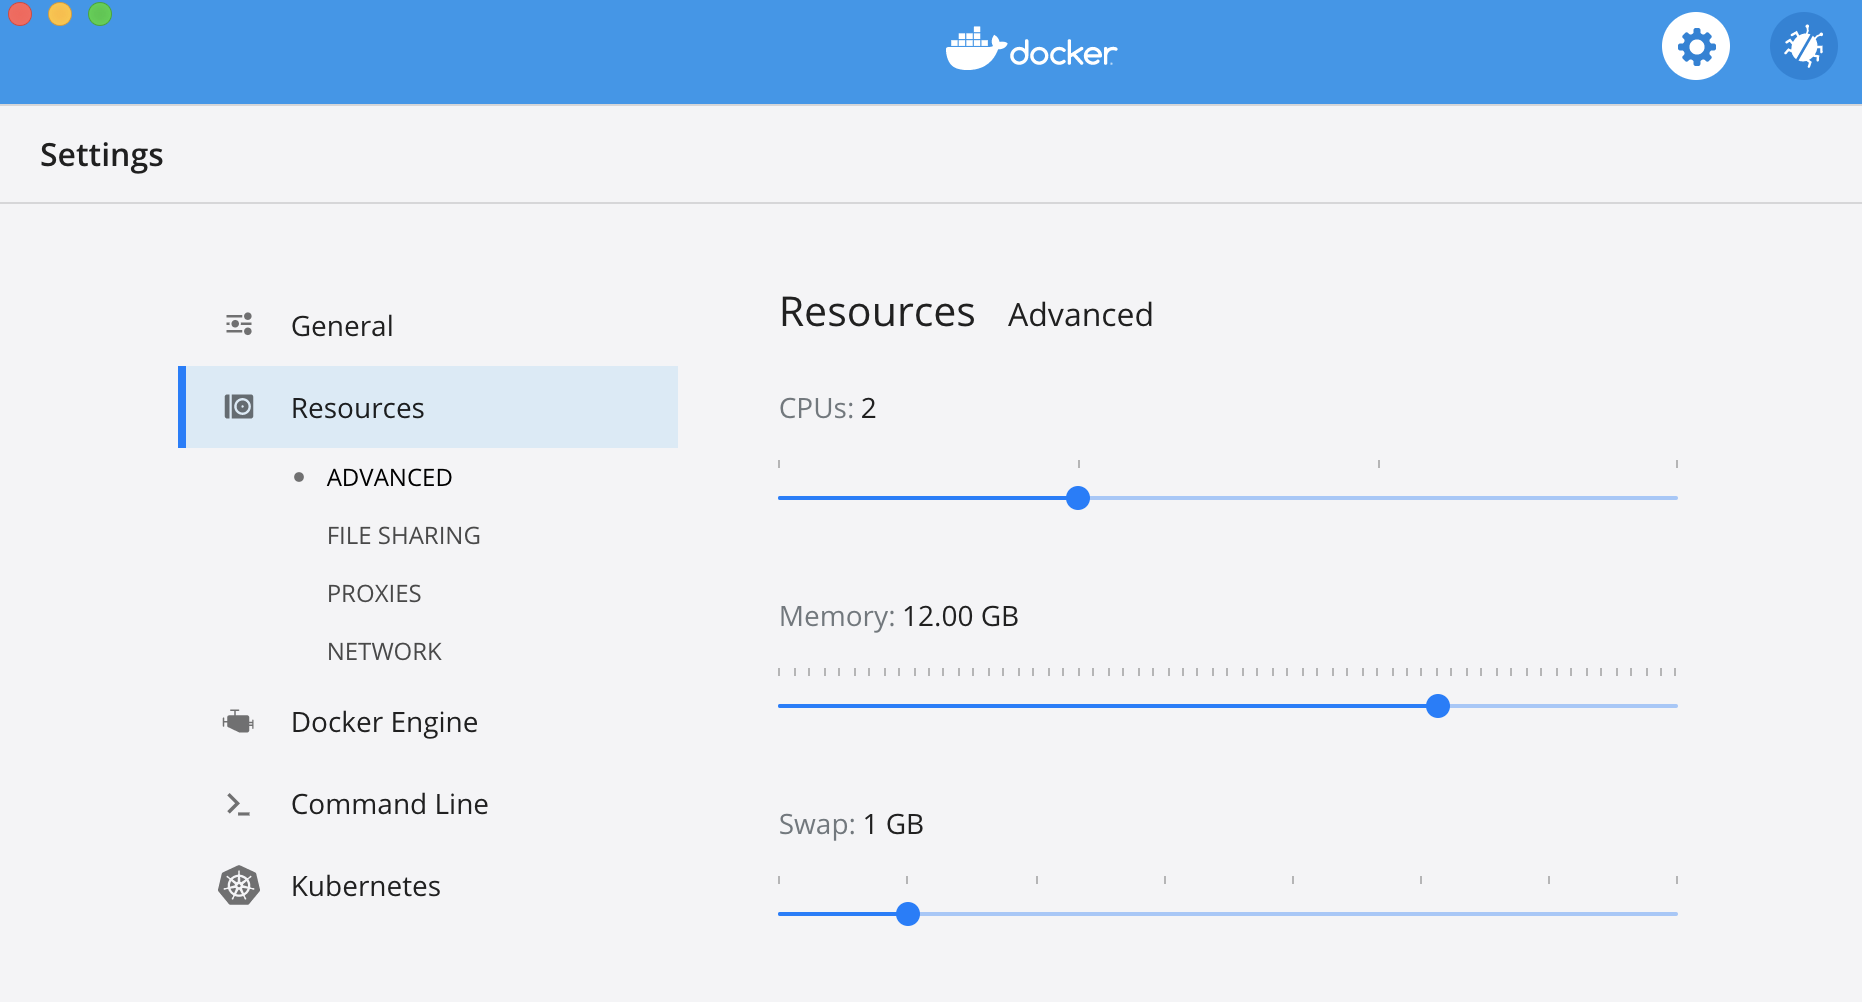 docker
Settings
General
Resources
ADVANCED
FILE SHARING
PROXIES
NETWORK
Docker Engine
Command Line
Kubernetes
Resources Advanced
CPUs: 2
Memory: 12.00 GB
Swap: 1 GB